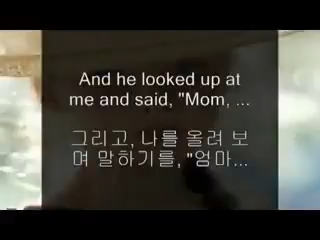 And he looked up at
me and said, "Mom, ...
그리고, 나를 올려 보
며 말하기를, "엄마...